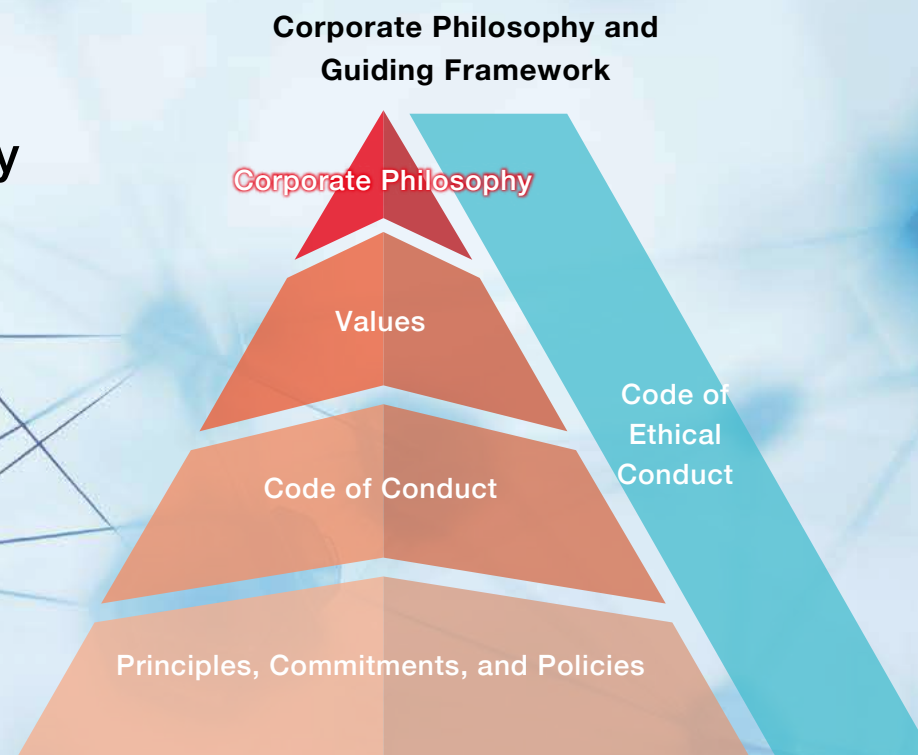 Corporate Philosophy and
Guiding Framework
y
Corporate Philosophy
Values
Code of
Ethical
Conduct
Code of Conduct
Principles, Commitments, and Policies